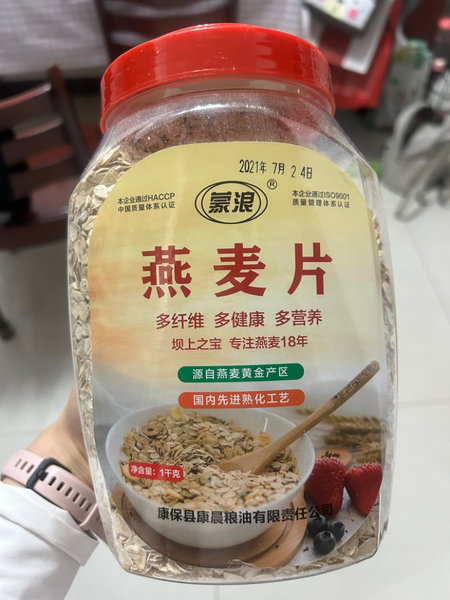 2021年 7月 2 4日
本企业通过HACCP
中国质量体系认证
蒙浪®
本企业通过ISO9001
质量管理体系认证
燕麦片
多纤维 多健康 多营养
坝上之宝 专注燕麦18年
源自燕麦黄金产区
国内先进熟化工艺
净含量：1千克
康保县康晨粮油有限责任公司